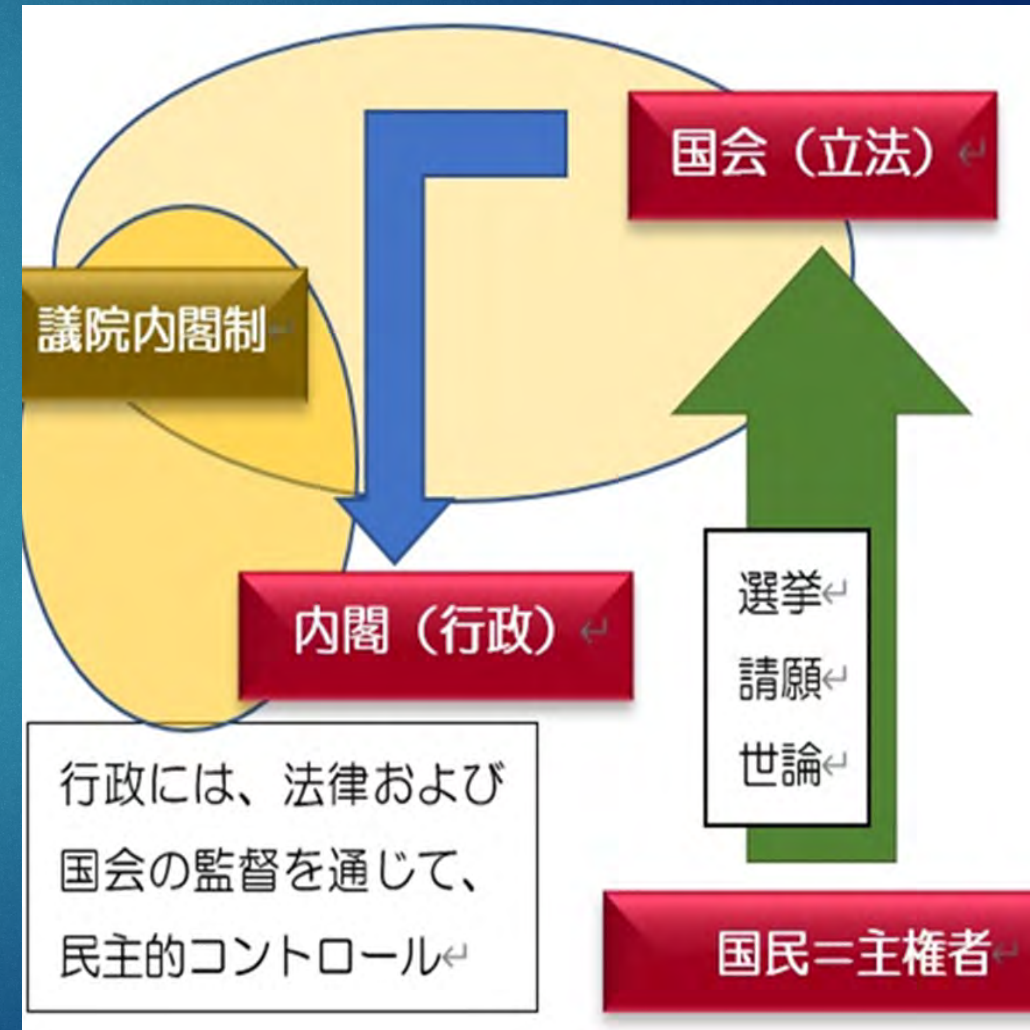 国会（立法）
議院内閣制
内閣（行政）
選挙
請願
世論
行政には、法律および
国会の監督を通じて、
民主的コントロール
国民＝主権者